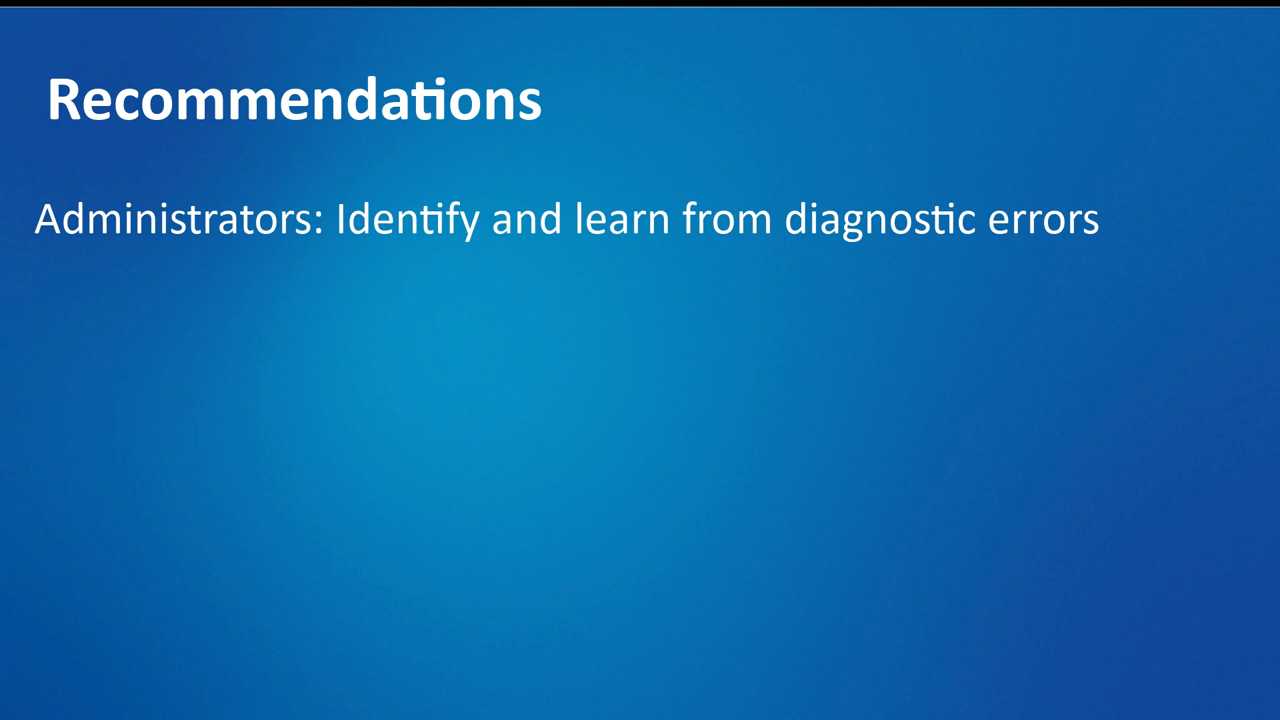 Recommendations
Administrators: Identify and learn from diagnostic errors